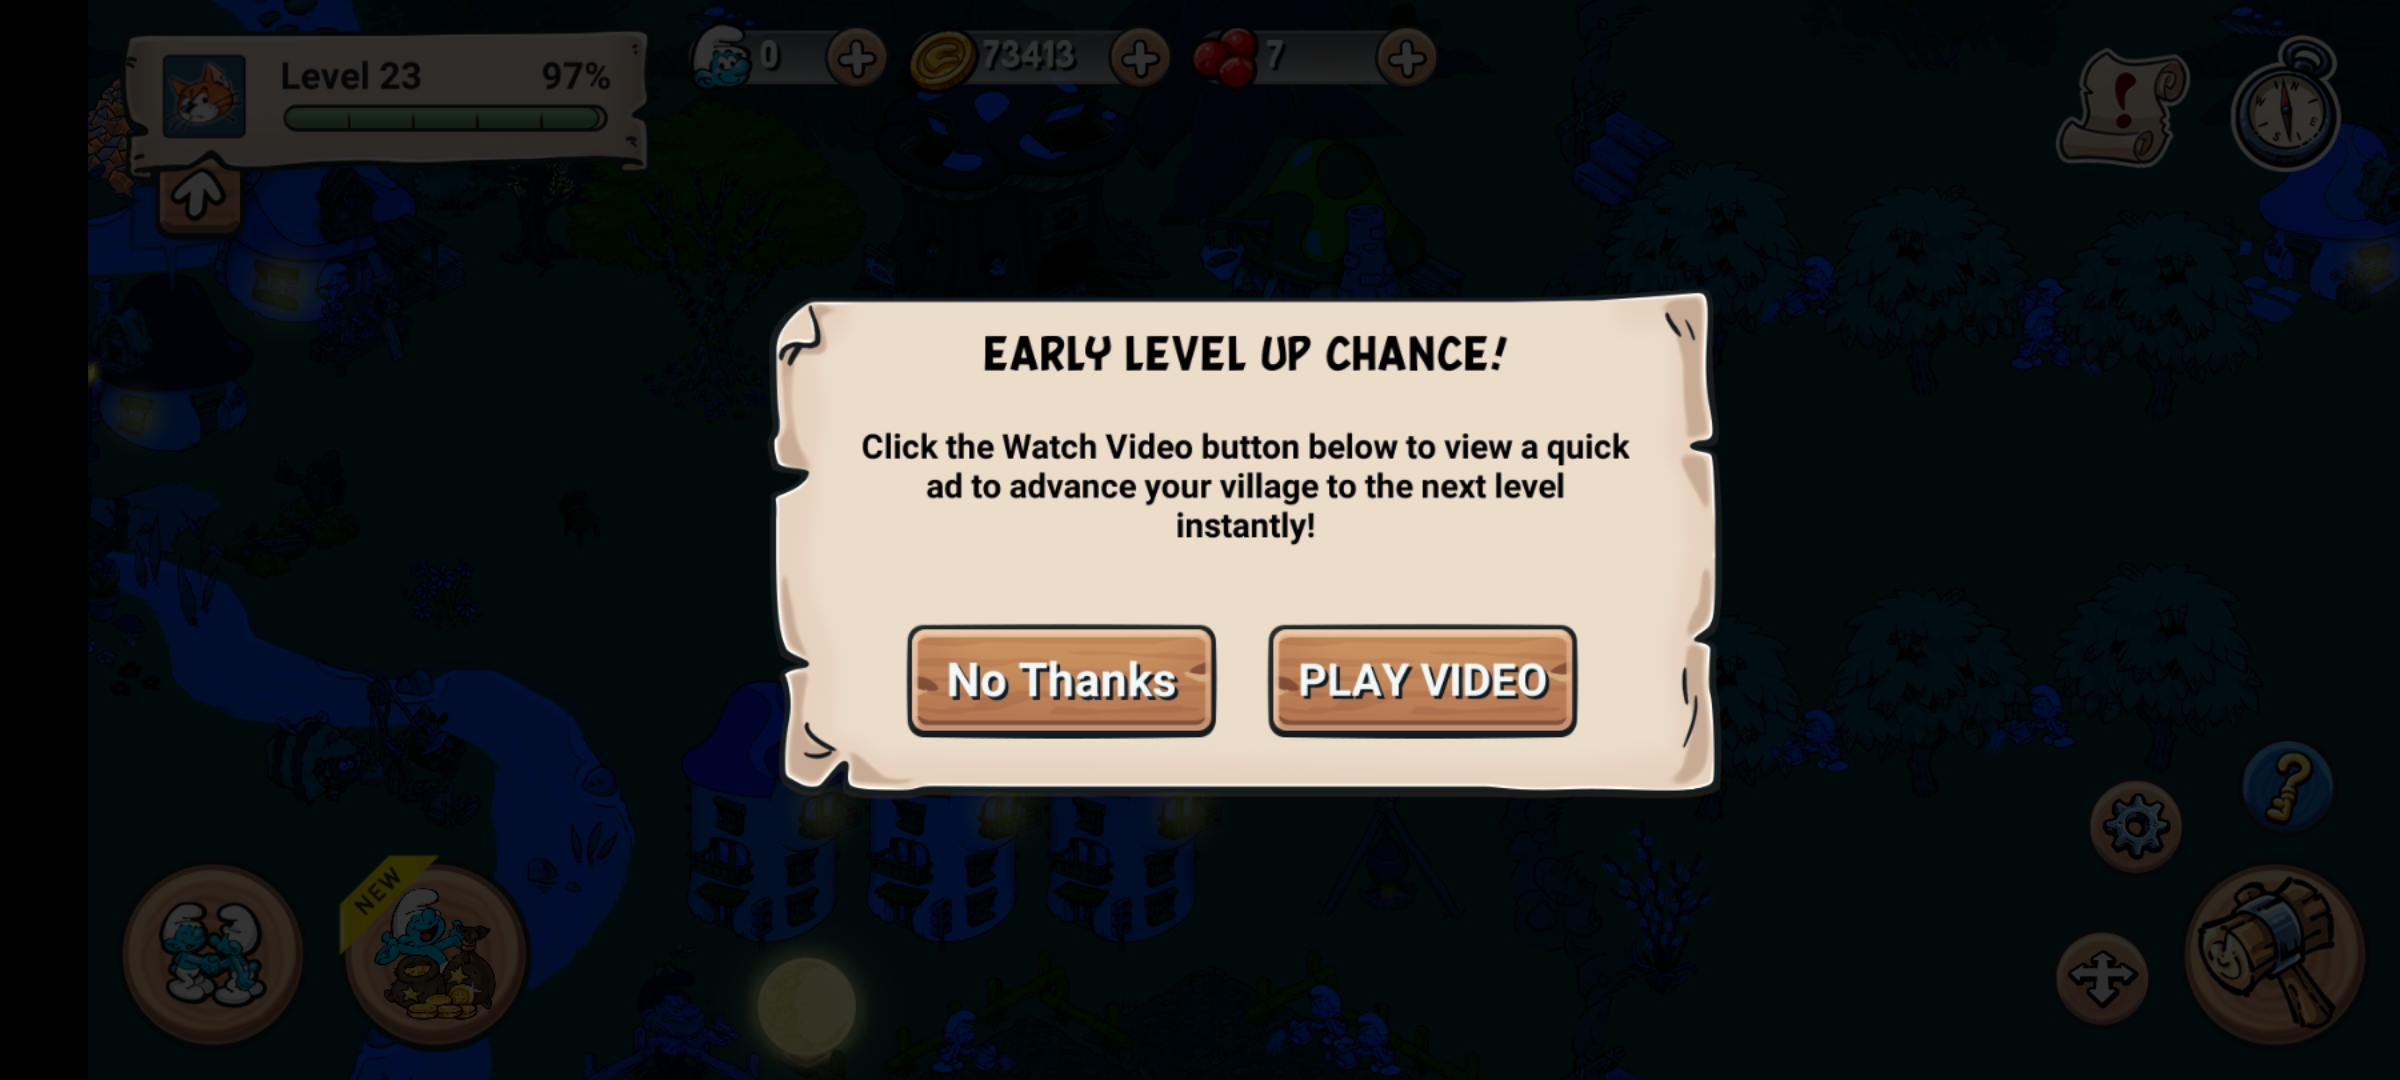 Level 23 97%
0
73413
7
EARLY LEVEL UP CHANCE!
Click the Watch Video button below to view a quick
ad to advance your village to the next level
instantly!
No Thanks
PLAY VIDEO
NEW